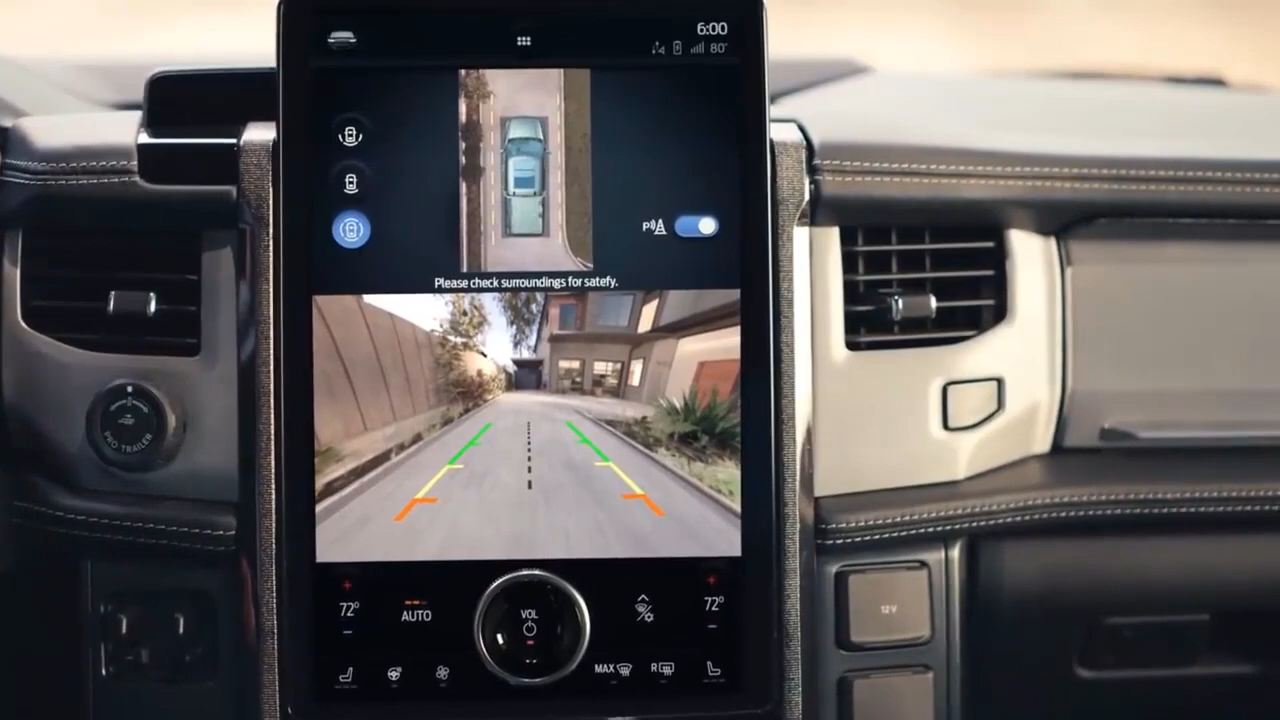 6:00
80°
P
Please check surroundings for satefy.
PRO TRAILER
72°
AUTO
VOL
72°
MAX
R
12V